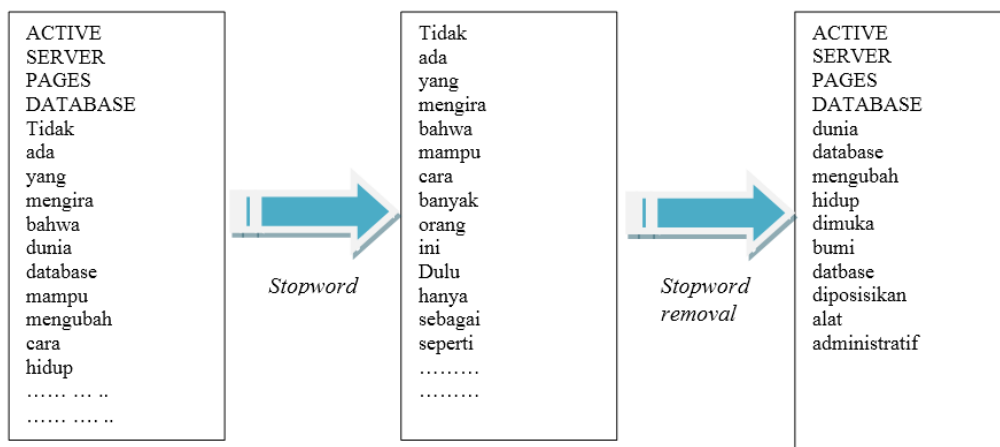 ACTIVE
SERVER
PAGES
DATABASE
Tidak
ada
yang
mengira
bahwa
dunia
database
mampu
mengubah
cara
hidup
…… … ..
…… …. ..
Stopword
Tidak
ada
yang
mengira
bahwa
mampu
cara
banyak
orang
ini
Dulu
hanya
sebagai
seperti
………
………
Stopword
removal
ACTIVE
SERVER
PAGES
DATABASE
dunia
database
mengubah
hidup
dimuka
bumi
datbase
diposisikan
alat
administratif